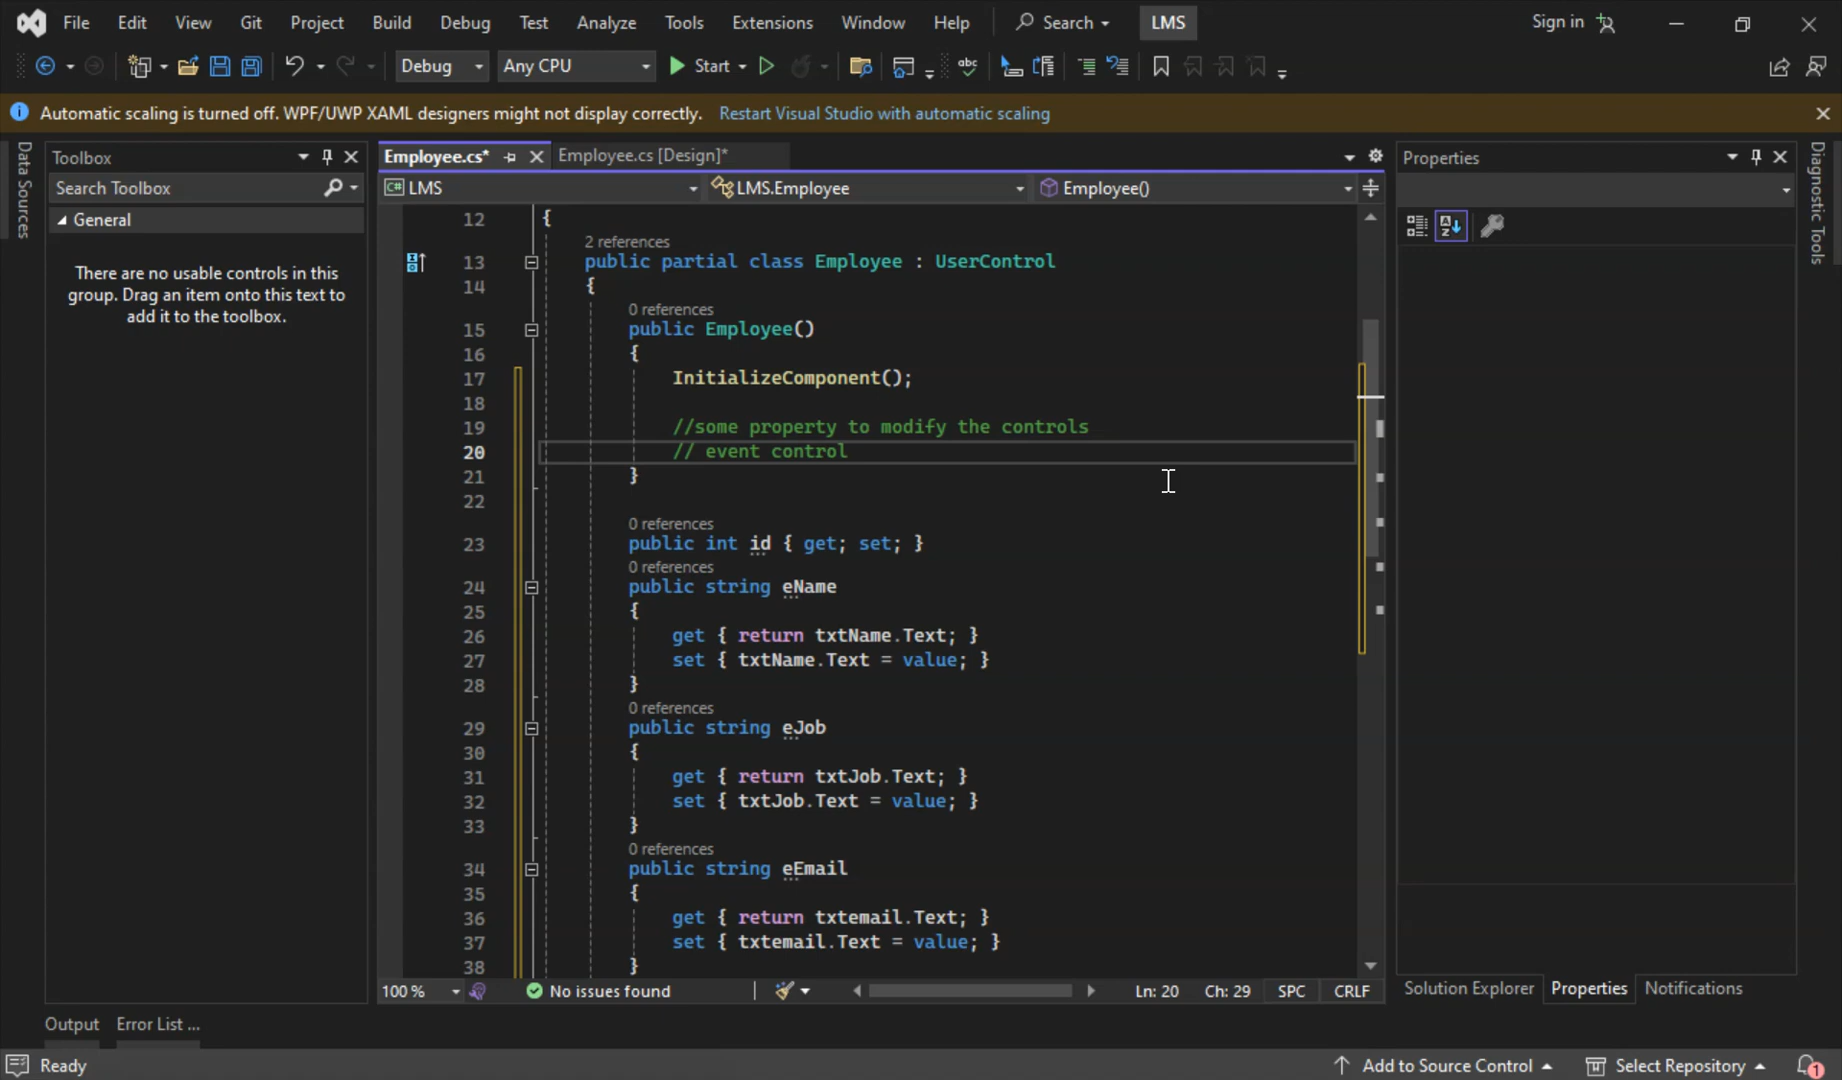 File Edit View Git Project Build Debug Test Analyze Tools Extensions Window Help Search LMS Sign in
Debug Any CPU Start abc
Automatic scaling is turned off. WPF/UWP XAML designers might not display correctly. Restart Visual Studio with automatic scaling
Data Sources
Toolbox
Search Toolbox
General
There are no usable controls in this
group. Drag an item onto this text to
add it to the toolbox.
Employee.cs* Employee.cs [Design]*
C# LMS LMS.Employee Employee()
12 {
2 references
13 public partial class Employee : UserControl
14 {
0 references
15 public Employee()
16 {
17 InitializeComponent();
18
19 //some property to modify the controls
20 // event control
21 }
22
0 references
23 public int id { get; set; }
0 references
24 public string eName
25 {
26 get { return txtName.Text; }
27 set { txtName.Text = value; }
28 }
0 references
29 public string eJob
30 {
31 get { return txtJob.Text; }
32 set { txtJob.Text = value; }
33 }
0 references
34 public string eEmail
35 {
36 get { return txtemail.Text; }
37 set { txtemail.Text = value; }
38 }
100 % No issues found Ln: 20 Ch: 29 SPC CRLF
Properties
Diagnostic Tools
Solution Explorer Properties Notifications
Output Error List ...
Ready Add to Source Control Select Repository 1